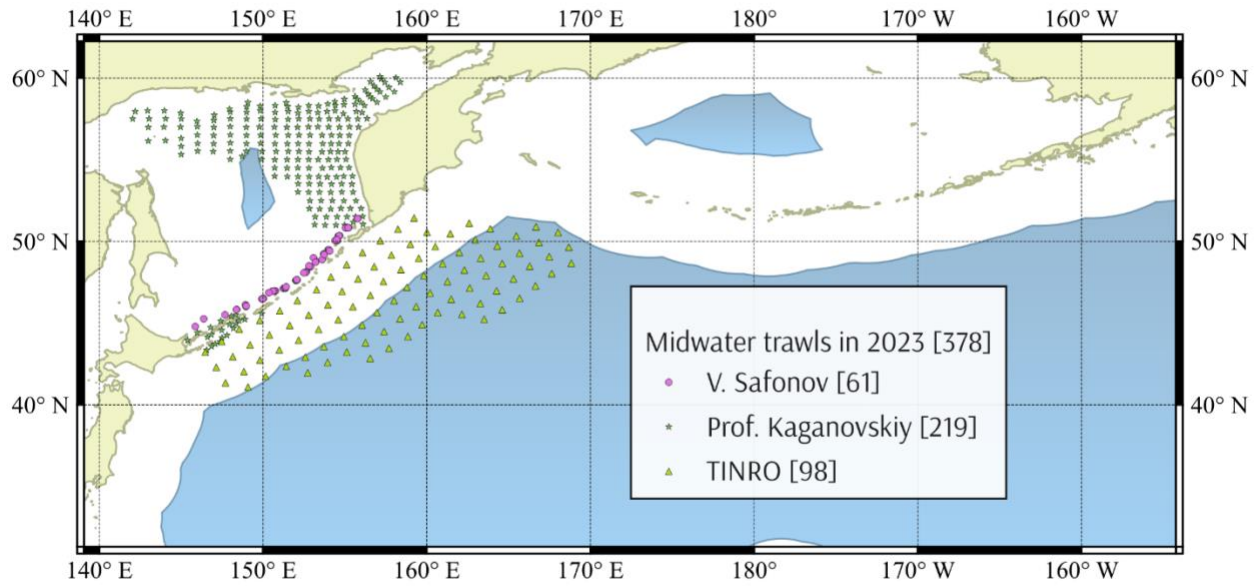 140° E 150° E 160° E 170° E 180° 170° W 160° W
60° N 60° N
50° N 50° N
Midwater trawls in 2023 [378]
V. Safonov [61]
40° N 40° N
Prof. Kaganovskiy [219]
TINRO [98]
140° E 150° E 160° E 170° E 180° 170° W 160° W